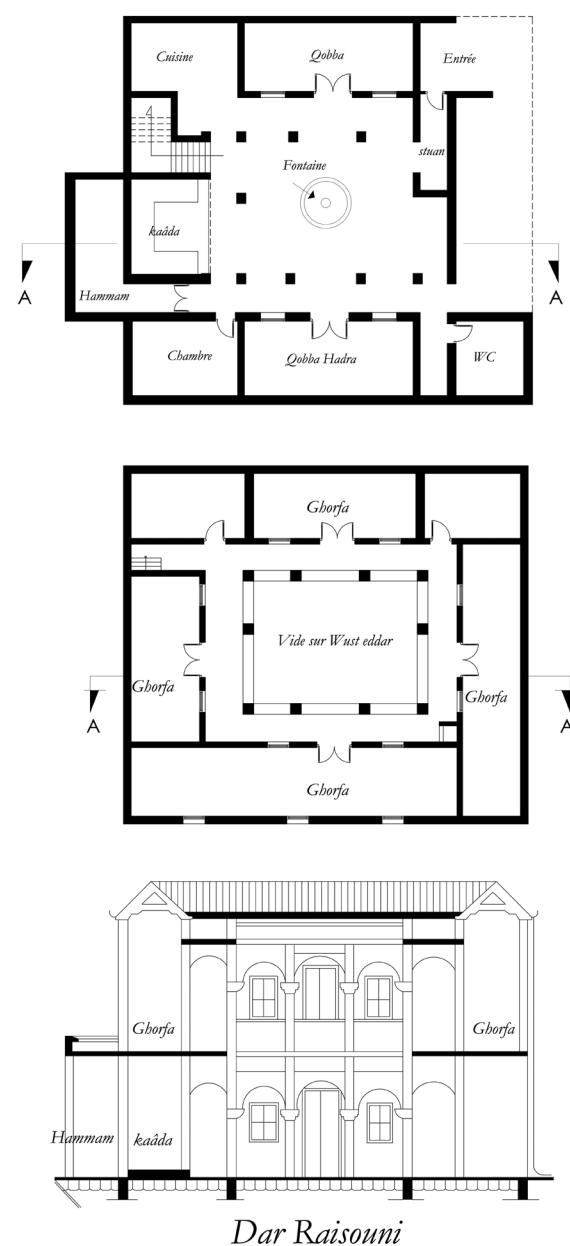 Cuisine
Qobba
Entrée
stuan
Fontaine
kaâda
A
A
Hammam
Chambre
Qobba Hadra
WC
Ghorfa
Vide sur Wust eddar
Ghorfa
Ghorfa
A
A
Ghorfa
Ghorfa
Ghorfa
Hammam
kaâda
Dar Raisouni